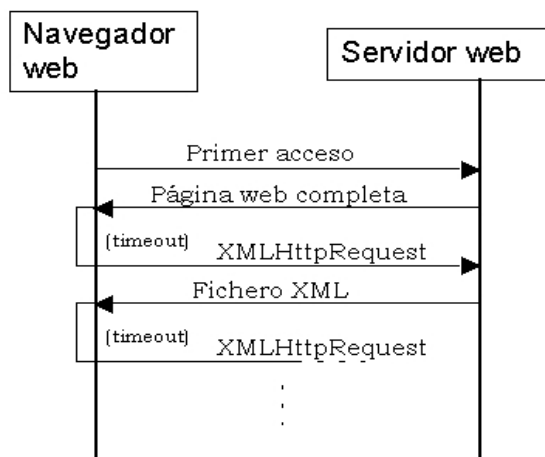 Navegador
web
Servidor web
Primer acceso
Página web completa
(timeout)
XMLHttpRequest
Fichero XML
(timeout)
XMLHttpRequest